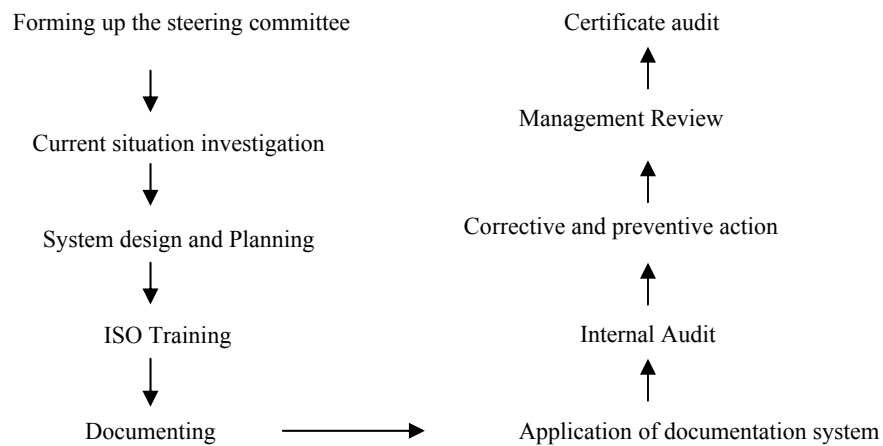 Forming up the steering committee
Current situation investigation
System design and Planning
ISO Training
Documenting
Application of documentation system
Internal Audit
Corrective and preventive action
Management Review
Certificate audit